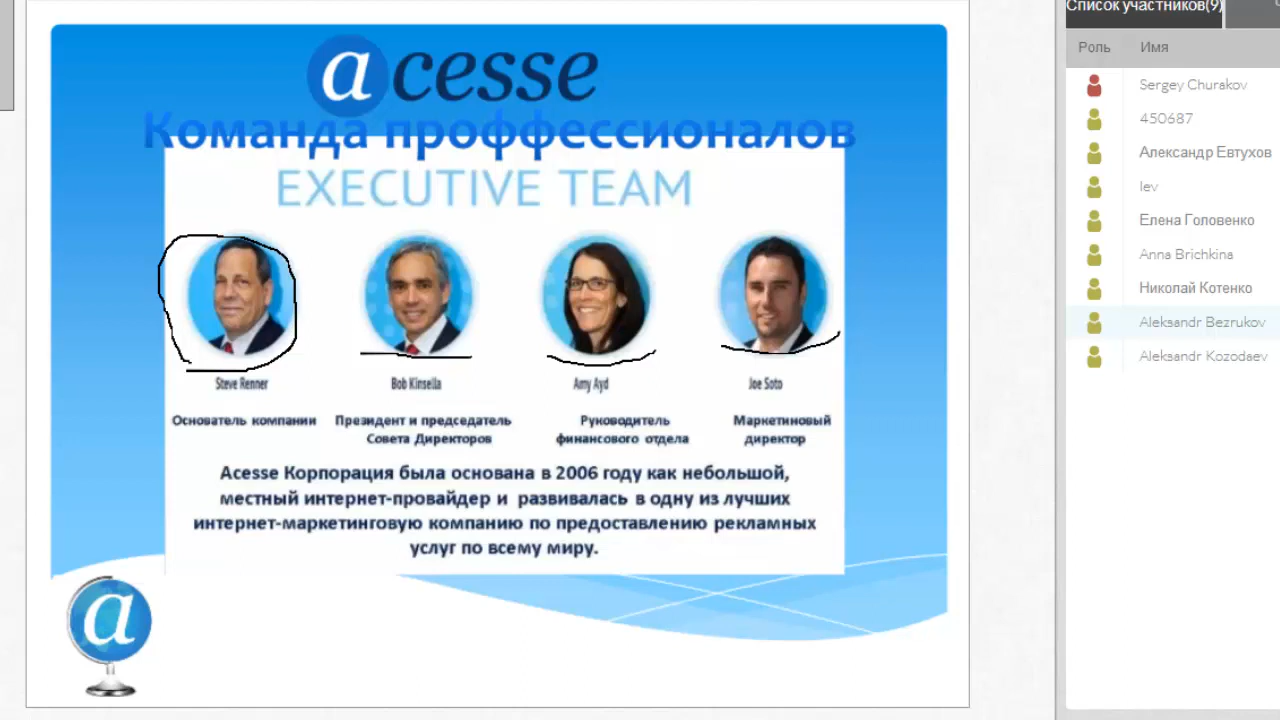 acesse
Команда проффессионалов
EXECUTIVE TEAM
Steve Renner
Bob Kinsella
Amy Ayd
Joe Soto
Основатель компании
Президент и председатель
Совета Директоров
Руководитель
финансового отдела
Маркетиновый
директор
Acesse Корпорация была основана в 2006 году как небольшой,
местный интернет-провайдер и развивалась в одну из лучших
интернет-маркетинговую компанию по предоставлению рекламных
услуг по всему миру.
a
Список участников(9)
Роль Имя
Sergey Churakov
450687
Александр Евтухов
lev
Елена Головенко
Anna Brichkina
Николай Котенко
Aleksandr Bezrukov
Aleksandr Kozodaev